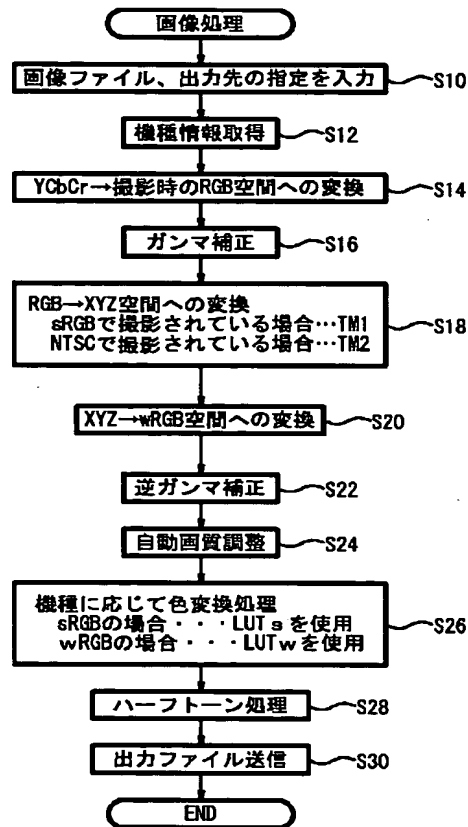 画像処理
画像ファイル、出力先の指定を入力
S10
機種情報取得
S12
YCbCr→撮影時のRGB空間への変換
S14
ガンマ補正
S16
RGB→XYZ空間への変換
sRGBで撮影されている場合…TM1
NTSCで撮影されている場合…TM2
S18
XYZ→wRGB空間への変換
S20
逆ガンマ補正
S22
自動画質調整
S24
機種に応じて色変換処理
sRGBの場合・・・LUTsを使用
wRGBの場合・・・LUTwを使用
S26
ハーフトーン処理
S28
出力ファイル送信
S30
END